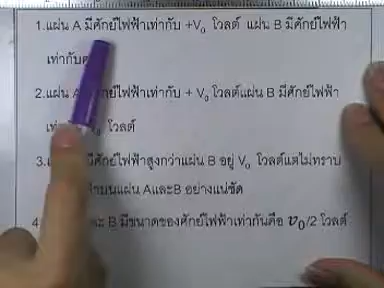 1.แผ่น A มีศักย์ไฟฟ้าเท่ากับ +V₀ โวลต์ แผ่น B มีศักย์ไฟฟ้า
เท่ากับ
2.แผ่น มีศักย์ไฟฟ้าเท่ากับ + V₀ โวลต์แผ่น B มีศักย์ไฟฟ้า
โวลต์
3. มีศักย์ไฟฟ้าสูงกว่าแผ่น B อยู่ V₀ โวลต์แต่ไม่ทราบ
บนแผ่น AและB อย่างแน่ชัด
B มีขนาดของศักย์ไฟฟ้าเท่ากันคือ v₀/2 โวลต์